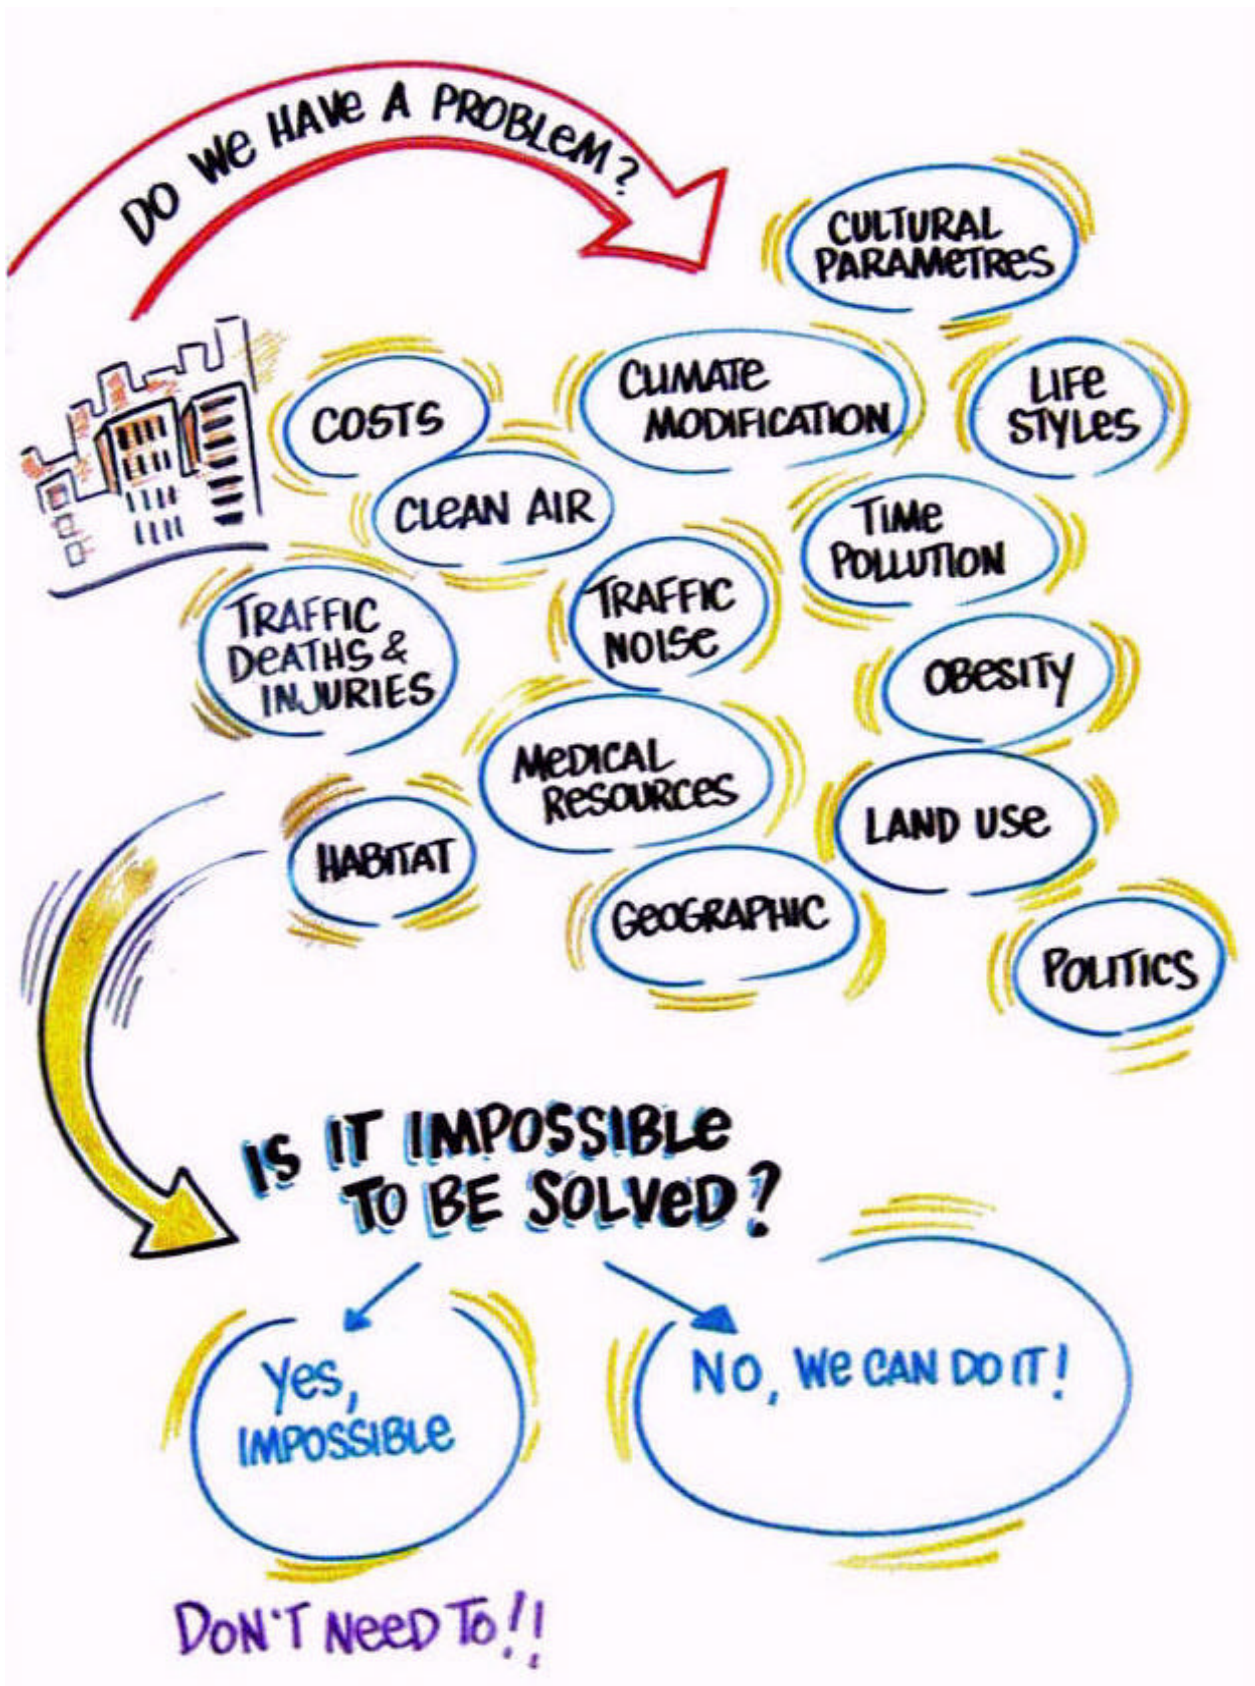 DO WE HAVE A PROBLEM?
CULTURAL
PARAMETRES
COSTS
CLIMATE
MODIFICATION
LIFE
STYLES
CLEAN AIR
TIME
POLLUTION
TRAFFIC
DEATHS &
INJURIES
TRAFFIC
NOISE
OBESITY
MEDICAL
RESOURCES
LAND USE
HABITAT
GEOGRAPHIC
POLITICS
IS IT IMPOSSIBLE
TO BE SOLVED?
Yes,
IMPOSSIBLE
NO, WE CAN DO IT!
DON'T NEED TO!!